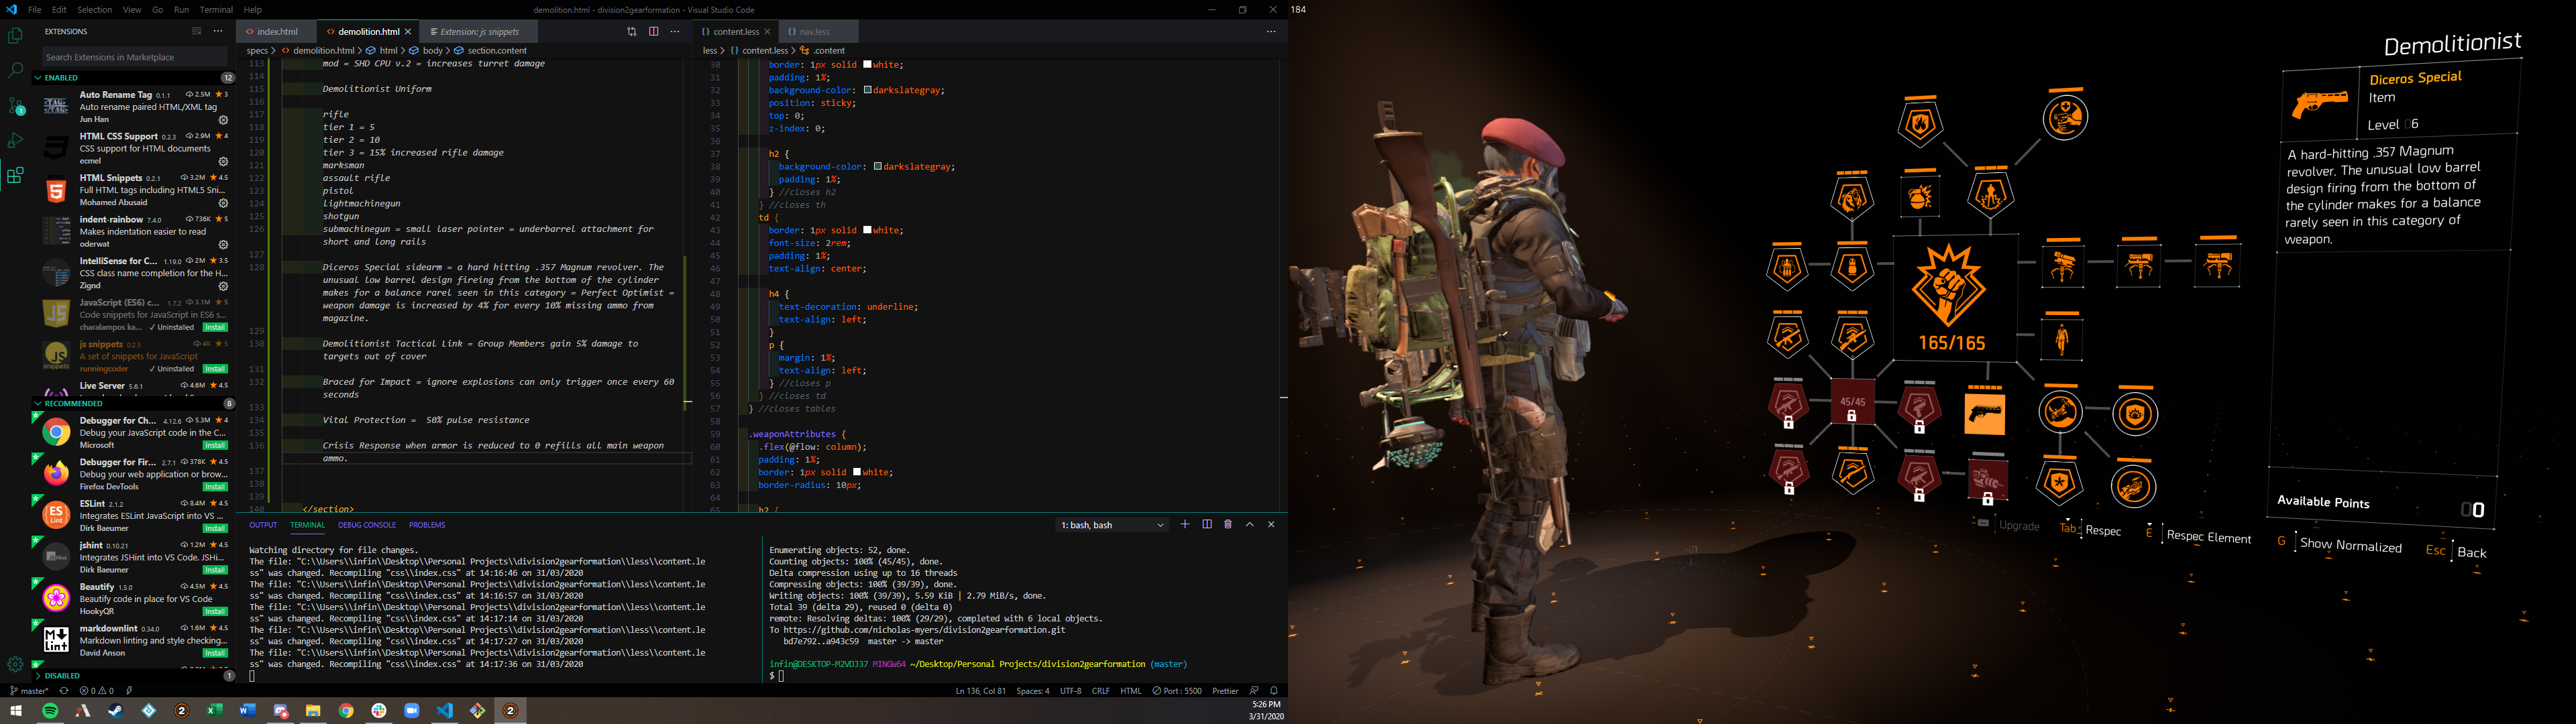 File Edit Selection View Go Run Terminal Help
demolition.html - division2gearformation - Visual Studio Code
EXTENSIONS
Search Extensions in Marketplace
ENABLED 12
Auto Rename Tag 0.1.1 2.5M 3
Auto rename paired HTML/XML tag
Jun Han
HTML CSS Support 0.2.3 2.9M 4
CSS support for HTML documents
ecmel
HTML Snippets 0.2.1 3.2M 4.5
Full HTML tags including HTML5 Sni...
Mohamed Abusaid
indent-rainbow 7.4.0 736K 5
Makes indentation easier to read
oderwat
IntelliSense for C... 1.19.0 2M 3.5
CSS class name completion for the H...
Zignd
JavaScript (ES6) c... 1.7.2 3.1M 5
Code snippets for JavaScript in ES6 s...
charalampos ka... ✓ Uninstalled Install
js snippets 0.2.5 4K 5
A set of snippets for JavaScript
runningcoder ✓ Uninstalled Install
Live Server 5.6.1 4.6M 4.5
RECOMMENDED 8
Debugger for Ch... 4.12.6 5.3M 4
Debug your JavaScript code in the C...
Microsoft Install
Debugger for Fir... 2.7.1 378K 4.5
Debug your web application or brow...
Firefox DevTools Install
ESLint 2.1.2 8.4M 4.5
Integrates ESLint JavaScript into VS ...
Dirk Baeumer Install
jshint 0.10.21 1.2M 4.5
Integrates JSHint into VS Code. JSHi...
Dirk Baeumer Install
Beautify 1.5.0 4.5M 4.5
Beautify code in place for VS Code
HookyQR Install
markdownlint 0.34.0 1.6M 4.5
Markdown linting and style checking...
David Anson Install
DISABLED 1
index.html demolition.html Extension: js snippets
specs > demolition.html > html > body > section.content
113 mod = SHD CPU v.2 = increases turret damage
114
115 Demolitionist Uniform
116
117 rifle
118 tier 1 = 5
119 tier 2 = 10
120 tier 3 = 15% increased rifle damage
121 marksman
122 assault rifle
123 pistol
124 lightmachinegun
125 shotgun
126 submachinegun = small laser pointer = underbarrel attachment for
short and long rails
127
128 Diceros Special sidearm = a hard hitting .357 Magnum revolver. The
unusual low barrel design fireing from the bottom of the cylinder
makes for a balance rarel seen in this category = Perfect Optimist =
weapon damage is increased by 4% for every 10% missing ammo from
magazine.
129
130 Demolitionist Tactical Link = Group Members gain 5% damage to
targets out of cover
131
132 Braced for Impact = ignore explosions can only trigger once every 60
seconds
133
134 Vital Protection = 50% pulse resistance
135
136 Crisis Response when armor is reduced to 0 refills all main weapon
ammo.
137
138
139
140 </section>
content.less nav.less
less > content.less > .content
30 border: 1px solid white;
31 padding: 1%;
32 background-color: darkslategray;
33 position: sticky;
34 top: 0;
35 z-index: 0;
36
37 h2 {
38 background-color: darkslategray;
39 padding: 1%;
40 } //closes h2
41 } //closes th
42 td {
43 border: 1px solid white;
44 font-size: 2rem;
45 padding: 1%;
46 text-align: center;
47
48 h4 {
49 text-decoration: underline;
50 text-align: left;
51 }
52 p {
53 margin: 1%;
54 text-align: left;
55 } //closes p
56 } //closes td
57 } //closes tables
58
59 .weaponAttributes {
60 .flex(@flow: column);
61 padding: 1%;
62 border: 1px solid white;
63 border-radius: 10px;
64
65 h2 {
OUTPUT TERMINAL DEBUG CONSOLE PROBLEMS
1: bash, bash
Watching directory for file changes.
The file: "C:\\Users\\infin\\Desktop\\Personal Projects\\division2gearformation\\less\\content.le
ss" was changed. Recompiling "css\\index.css" at 14:16:46 on 31/03/2020
The file: "C:\\Users\\infin\\Desktop\\Personal Projects\\division2gearformation\\less\\content.le
ss" was changed. Recompiling "css\\index.css" at 14:16:57 on 31/03/2020
The file: "C:\\Users\\infin\\Desktop\\Personal Projects\\division2gearformation\\less\\content.le
ss" was changed. Recompiling "css\\index.css" at 14:17:14 on 31/03/2020
The file: "C:\\Users\\infin\\Desktop\\Personal Projects\\division2gearformation\\less\\content.le
ss" was changed. Recompiling "css\\index.css" at 14:17:27 on 31/03/2020
The file: "C:\\Users\\infin\\Desktop\\Personal Projects\\division2gearformation\\less\\content.le
ss" was changed. Recompiling "css\\index.css" at 14:17:36 on 31/03/2020
Enumerating objects: 52, done.
Counting objects: 100% (45/45), done.
Delta compression using up to 16 threads
Compressing objects: 100% (39/39), done.
Writing objects: 100% (39/39), 5.59 KiB | 2.79 MiB/s, done.
Total 39 (delta 29), reused 0 (delta 0)
remote: Resolving deltas: 100% (29/29), completed with 6 local objects.
To https://github.com/nicholas-myers/division2gearformation.git
bd7e792..a943c59 master -> master
infin@DESKTOP-M2VDJ37 MINGW64 ~/Desktop/Personal Projects/division2gearformation (master)
$
master* 0 0
Ln 136, Col 81 Spaces: 4 UTF-8 CRLF HTML Port : 5500 Prettier
5:26 PM
3/31/2020
184
Demolitionist
Diceros Special
Item
Level 06
A hard-hitting .357 Magnum
revolver. The unusual low barrel
design firing from the bottom of
the cylinder makes for a balance
rarely seen in this category of
weapon.
165/165
45/45
Available Points 00
Upgrade Tab Respec E Respec Element G Show Normalized Esc Back